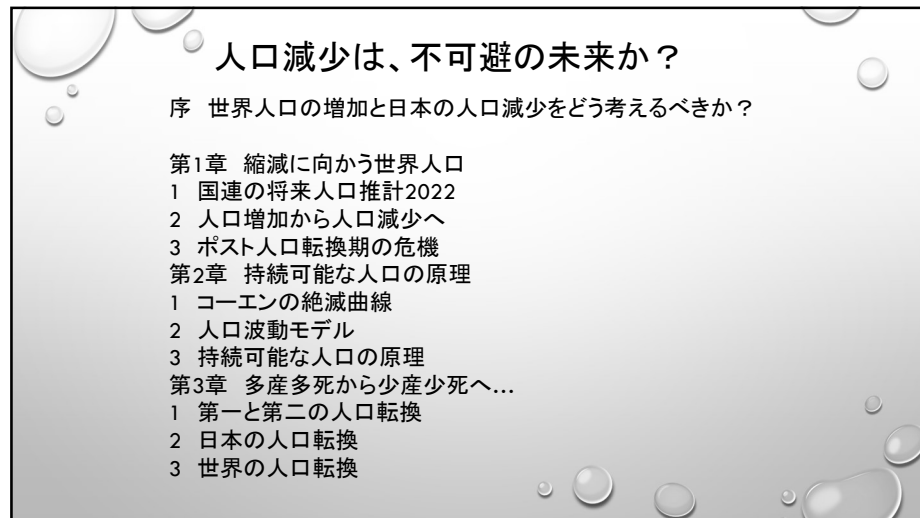 人口減少は、不可避の未来か？
序　世界人口の増加と日本の人口減少をどう考えるべきか？
第1章　縮減に向かう世界人口
1　国連の将来人口推計2022
2　人口増加から人口減少へ
3　ポスト人口転換期の危機
第2章　持続可能な人口の原理
1　コーエンの絶滅曲線
2　人口波動モデル
3　持続可能な人口の原理
第3章　多産多死から少産少死へ…
1　第一と第二の人口転換
2　日本の人口転換
3　世界の人口転換